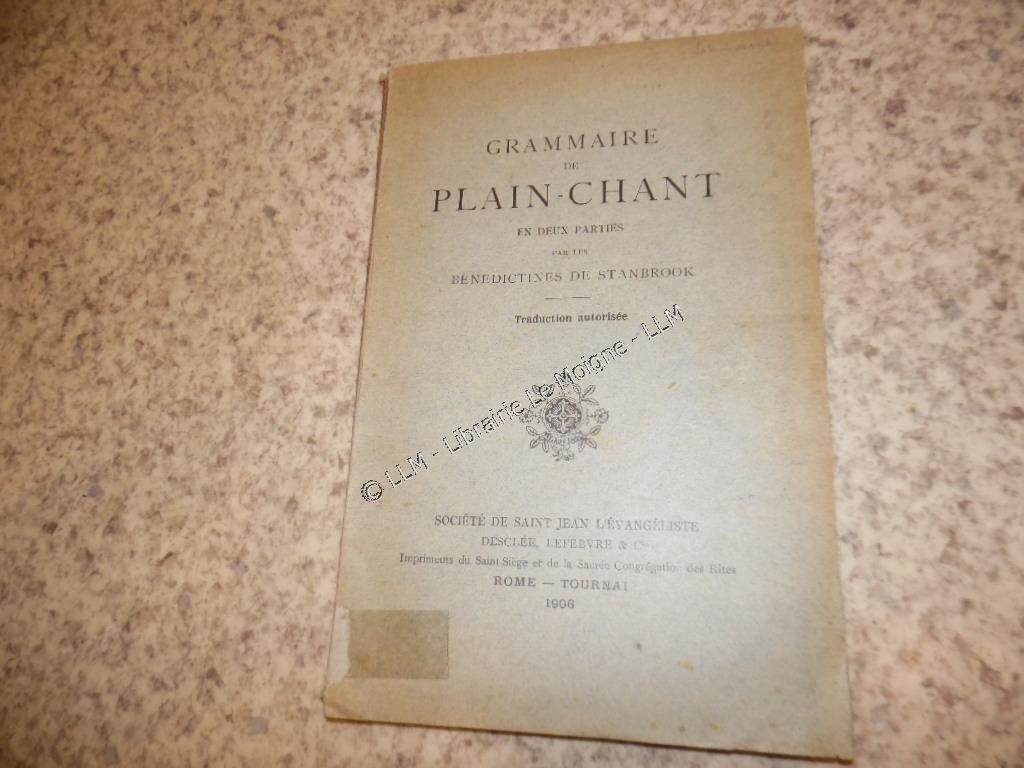 GRAMMAIRE
DE
PLAIN-CHANT
EN DEUX PARTIES
PAR LES
BÉNÉDICTINES DE STANBROOK
Traduction autorisée
© LLM - Librairie Le Moigne - LLM
SOCIÉTÉ DE SAINT JEAN L'ÉVANGÉLISTE
DESCLÉE, LEFEBVRE & Cie
Imprimeurs du Saint-Siège et de la Sacrée Congrégation des Rites
ROME — TOURNAI
1906